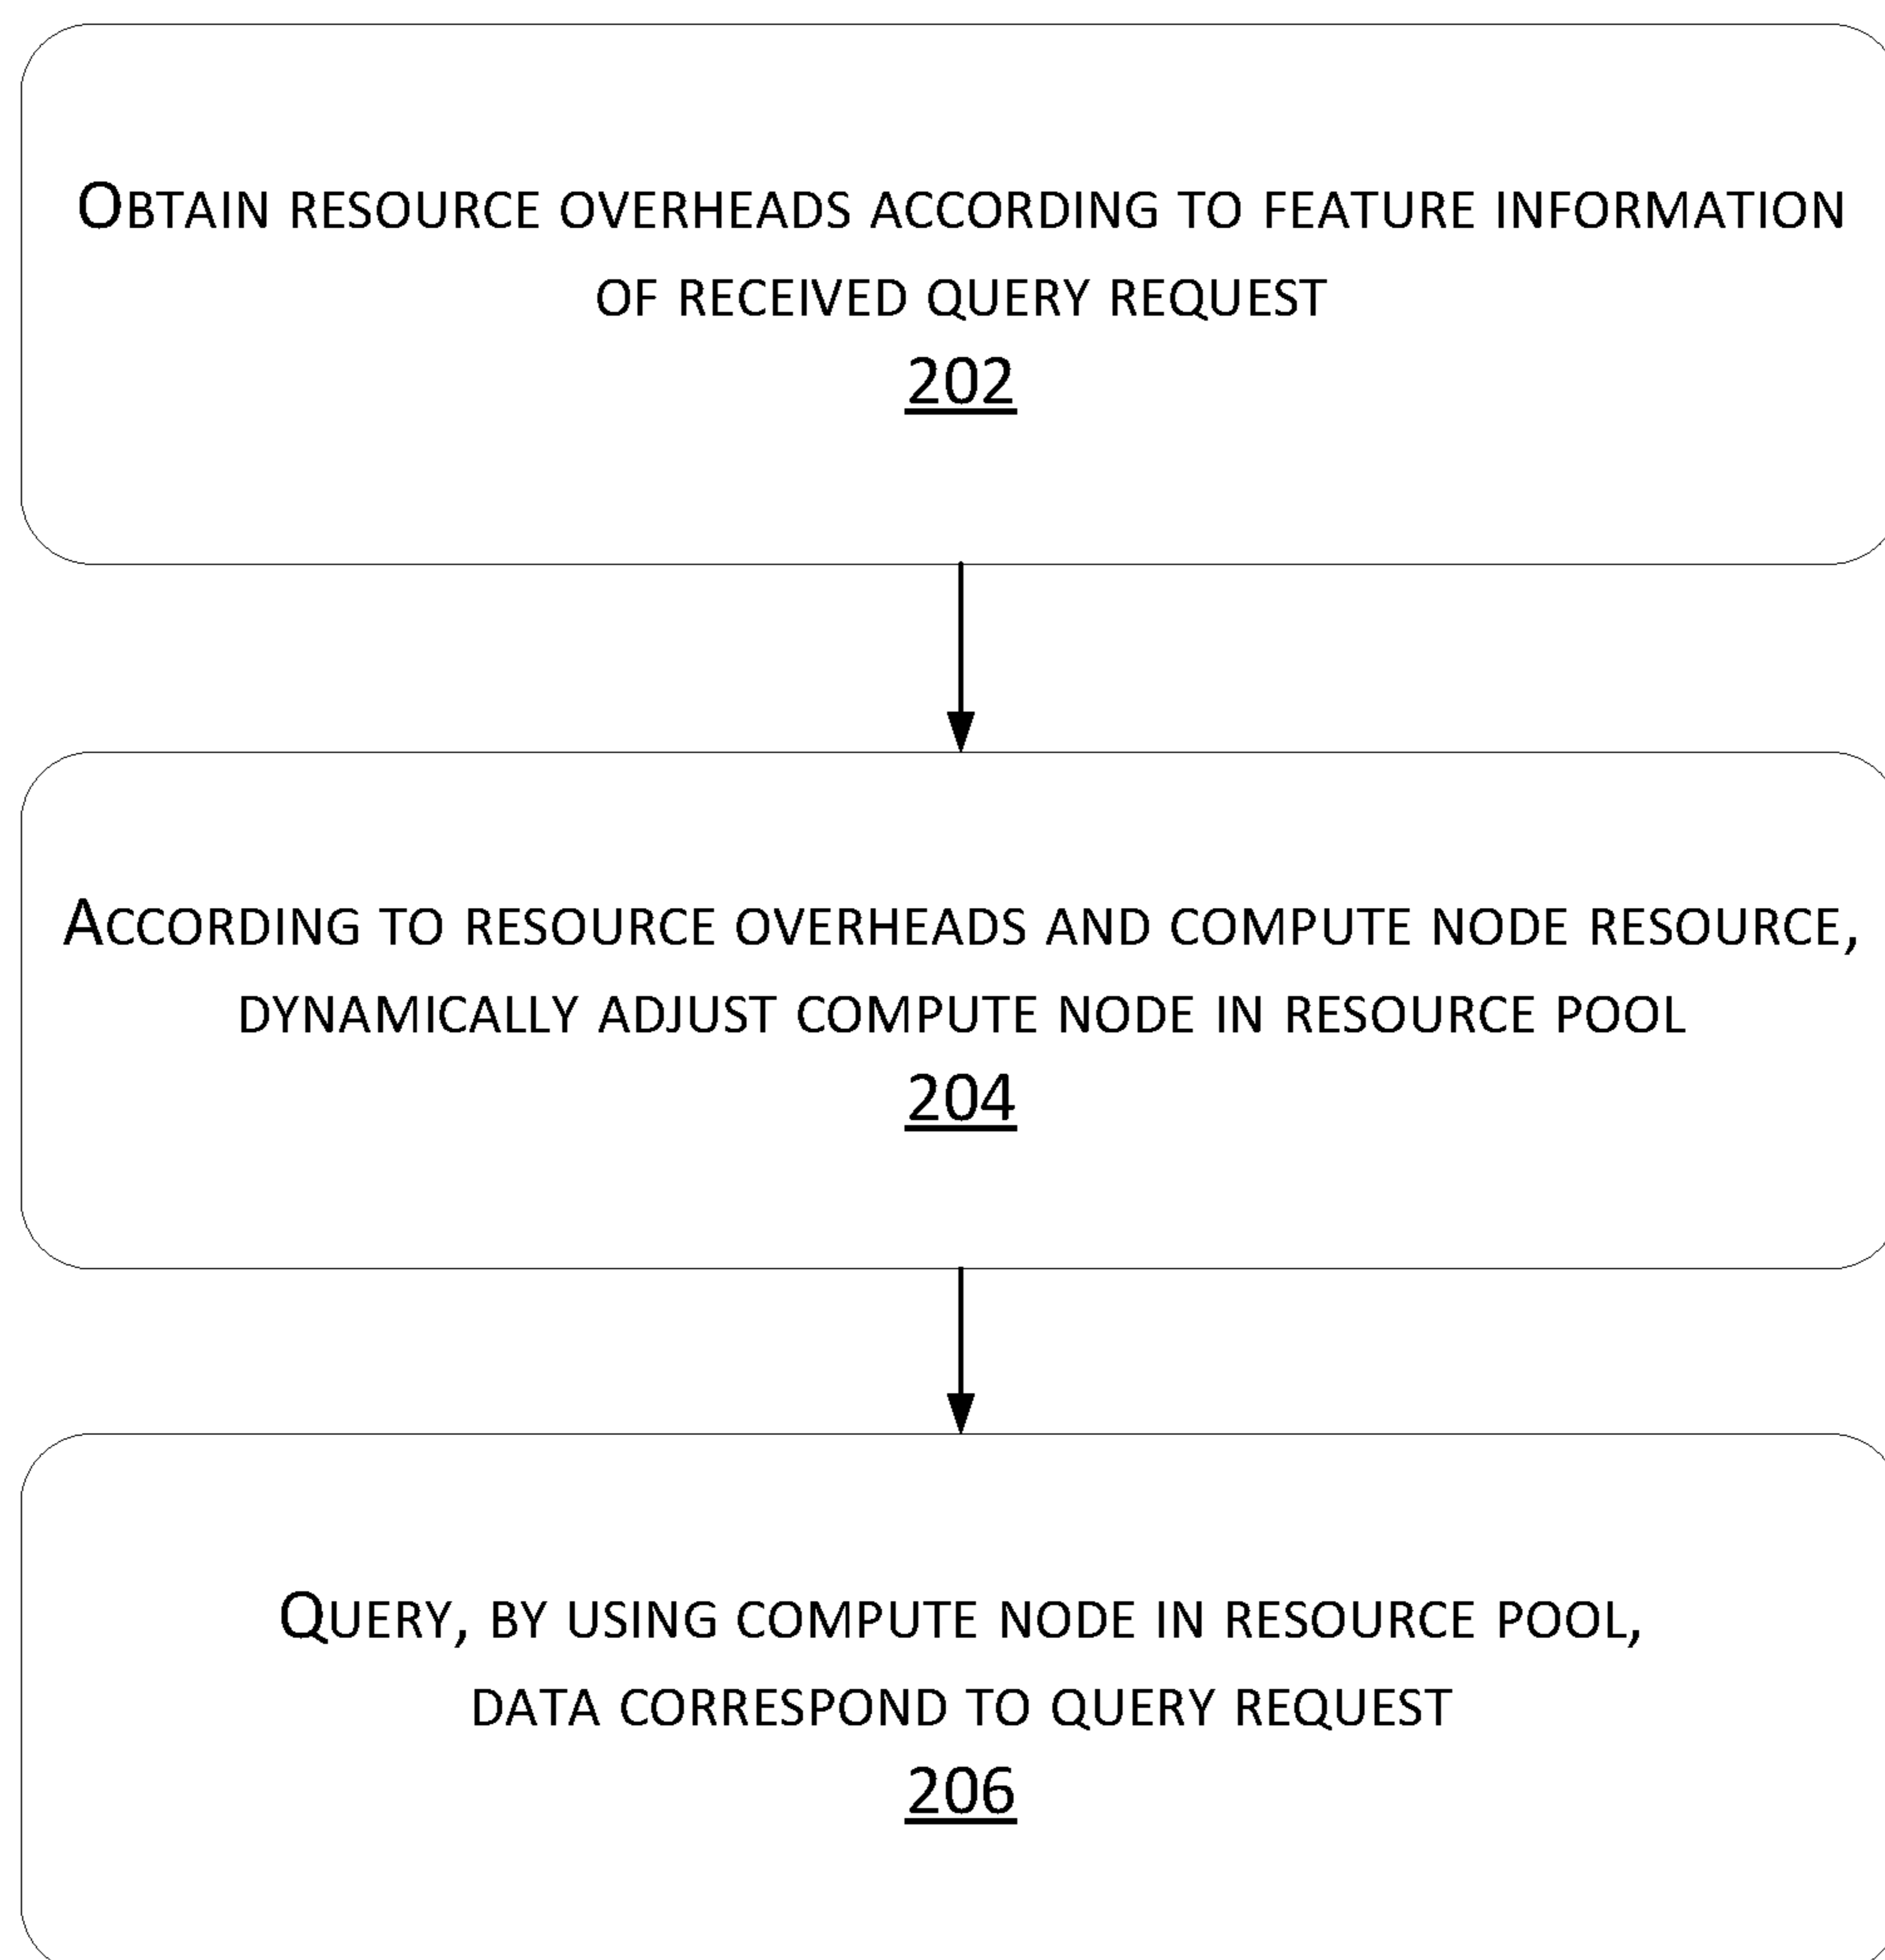 Obtain resource overheads according to feature information
of received query request
202
According to resource overheads and compute node resource,
dynamically adjust compute node in resource pool
204
Query, by using compute node in resource pool,
data correspond to query request
206